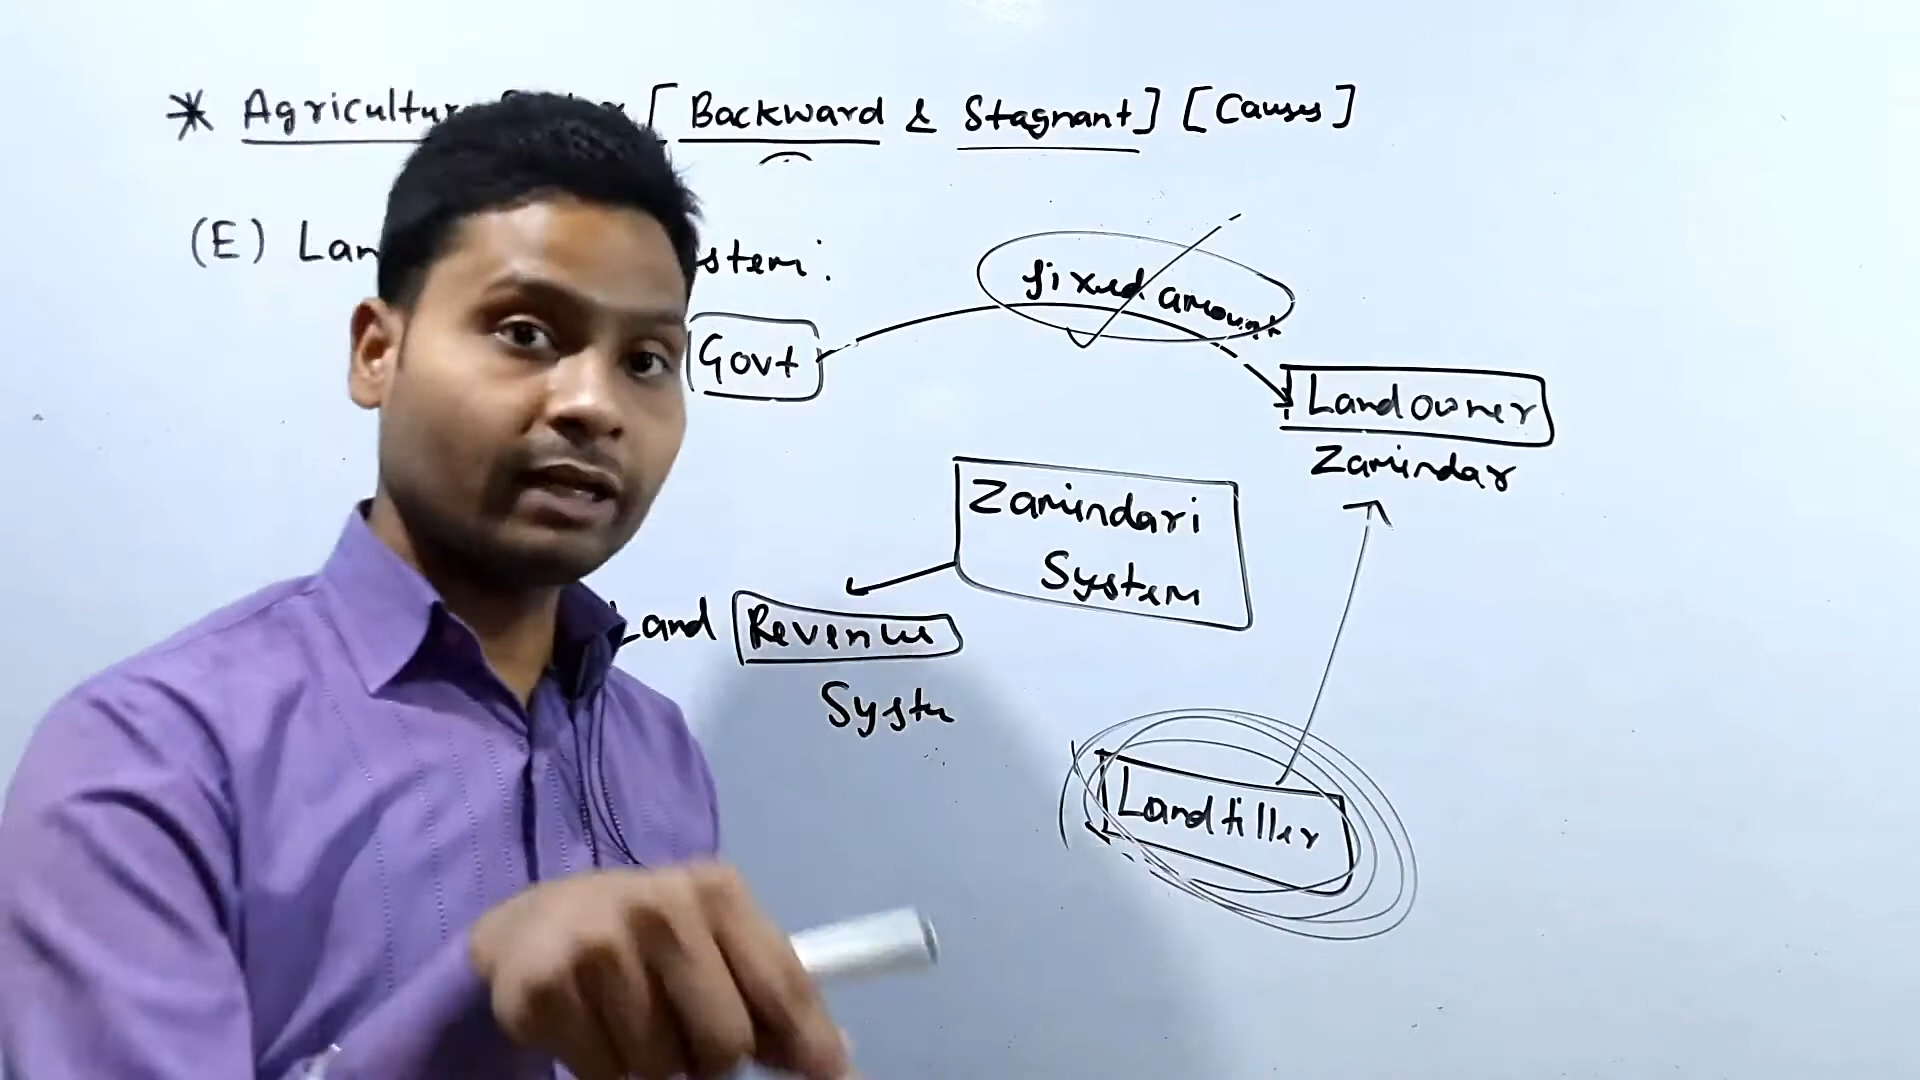 * Agricultur [Backward & Stagnant] [Causes]
(E) Lan stem:
fixed amount
Govt
Landowner
Zamindar
Zamindari
System
Land Revenue
Syste
Landtiller